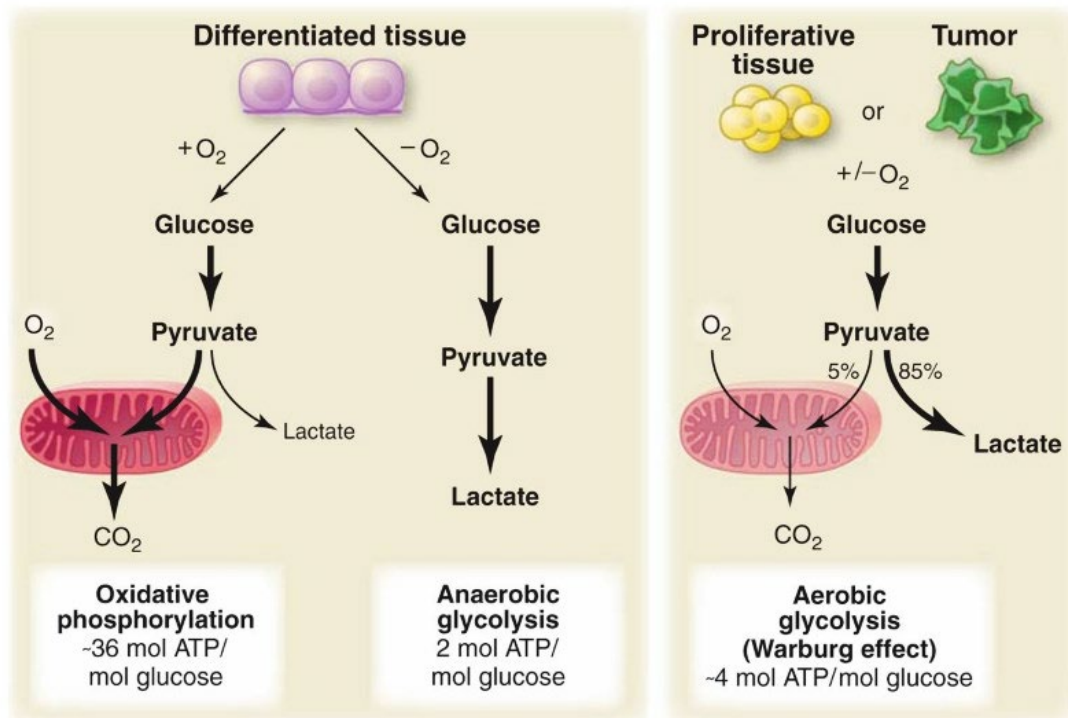 Differentiated tissue
+O₂
−O₂
Glucose
Glucose
O₂
Pyruvate
Pyruvate
Lactate
Lactate
CO₂
Oxidative
phosphorylation
~36 mol ATP/
mol glucose
Anaerobic
glycolysis
2 mol ATP/
mol glucose
Proliferative
tissue
or
Tumor
+/−O₂
Glucose
O₂
Pyruvate
5%
85%
Lactate
CO₂
Aerobic
glycolysis
(Warburg effect)
~4 mol ATP/mol glucose